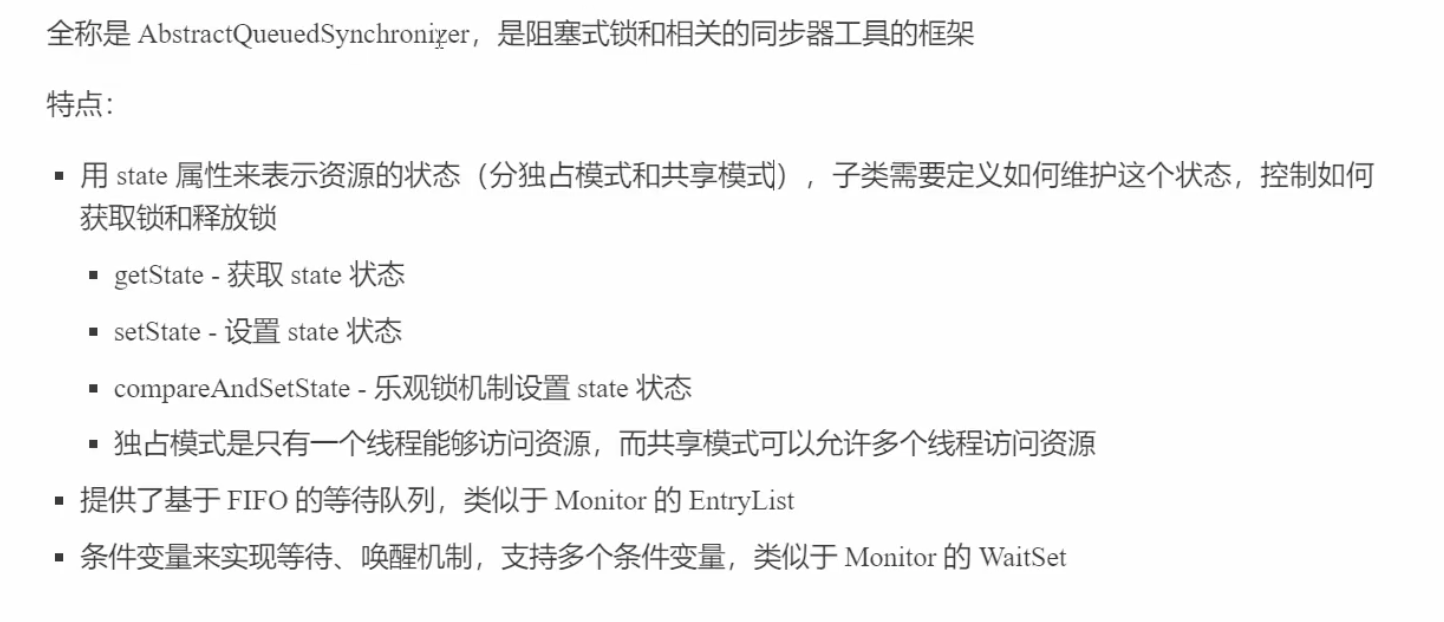 全称是 AbstractQueuedSynchronizer，是阻塞式锁和相关的同步器工具的框架
特点：
▪ 用 state 属性来表示资源的状态（分独占模式和共享模式），子类需要定义如何维护这个状态，控制如何
获取锁和释放锁
▪ getState - 获取 state 状态
▪ setState - 设置 state 状态
▪ compareAndSetState - 乐观锁机制设置 state 状态
▪ 独占模式是只有一个线程能够访问资源，而共享模式可以允许多个线程访问资源
▪ 提供了基于 FIFO 的等待队列，类似于 Monitor 的 EntryList
▪ 条件变量来实现等待、唤醒机制，支持多个条件变量，类似于 Monitor 的 WaitSet